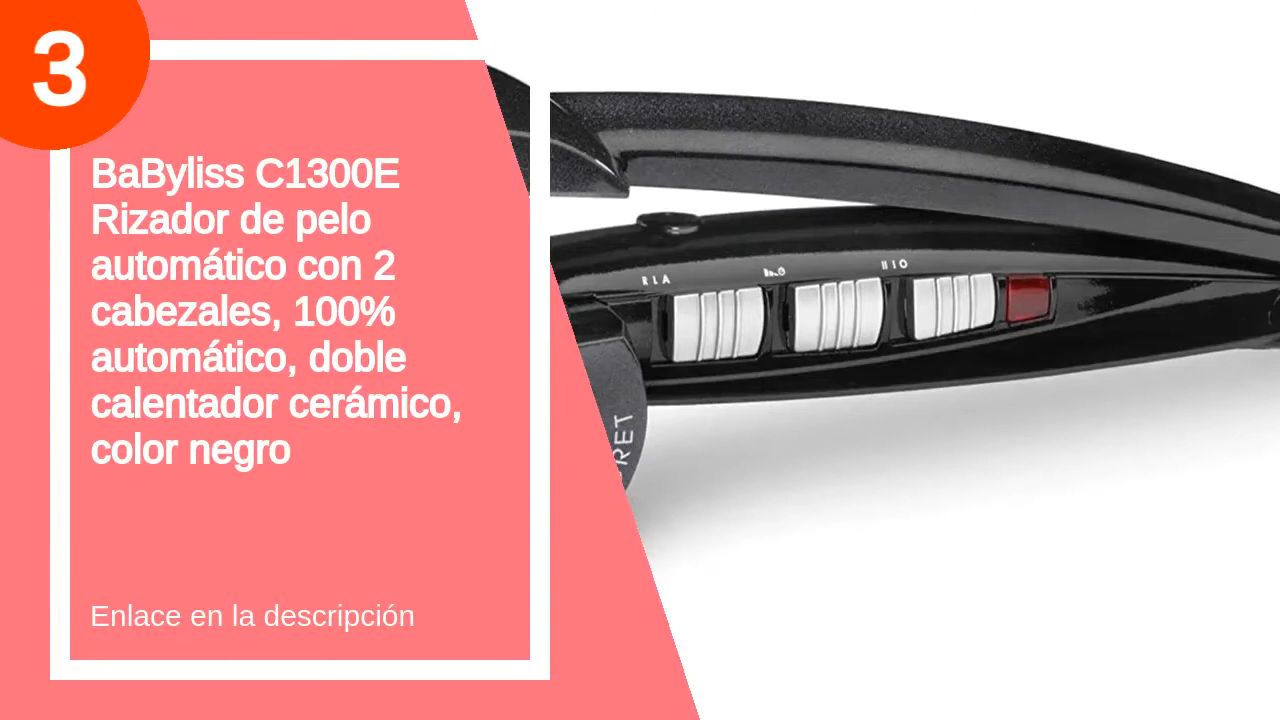 3
BaByliss C1300E
Rizador de pelo
automático con 2
cabezales, 100%
automático, doble
calentador cerámico,
color negro
Enlace en la descripción
R L A
I I O
RET